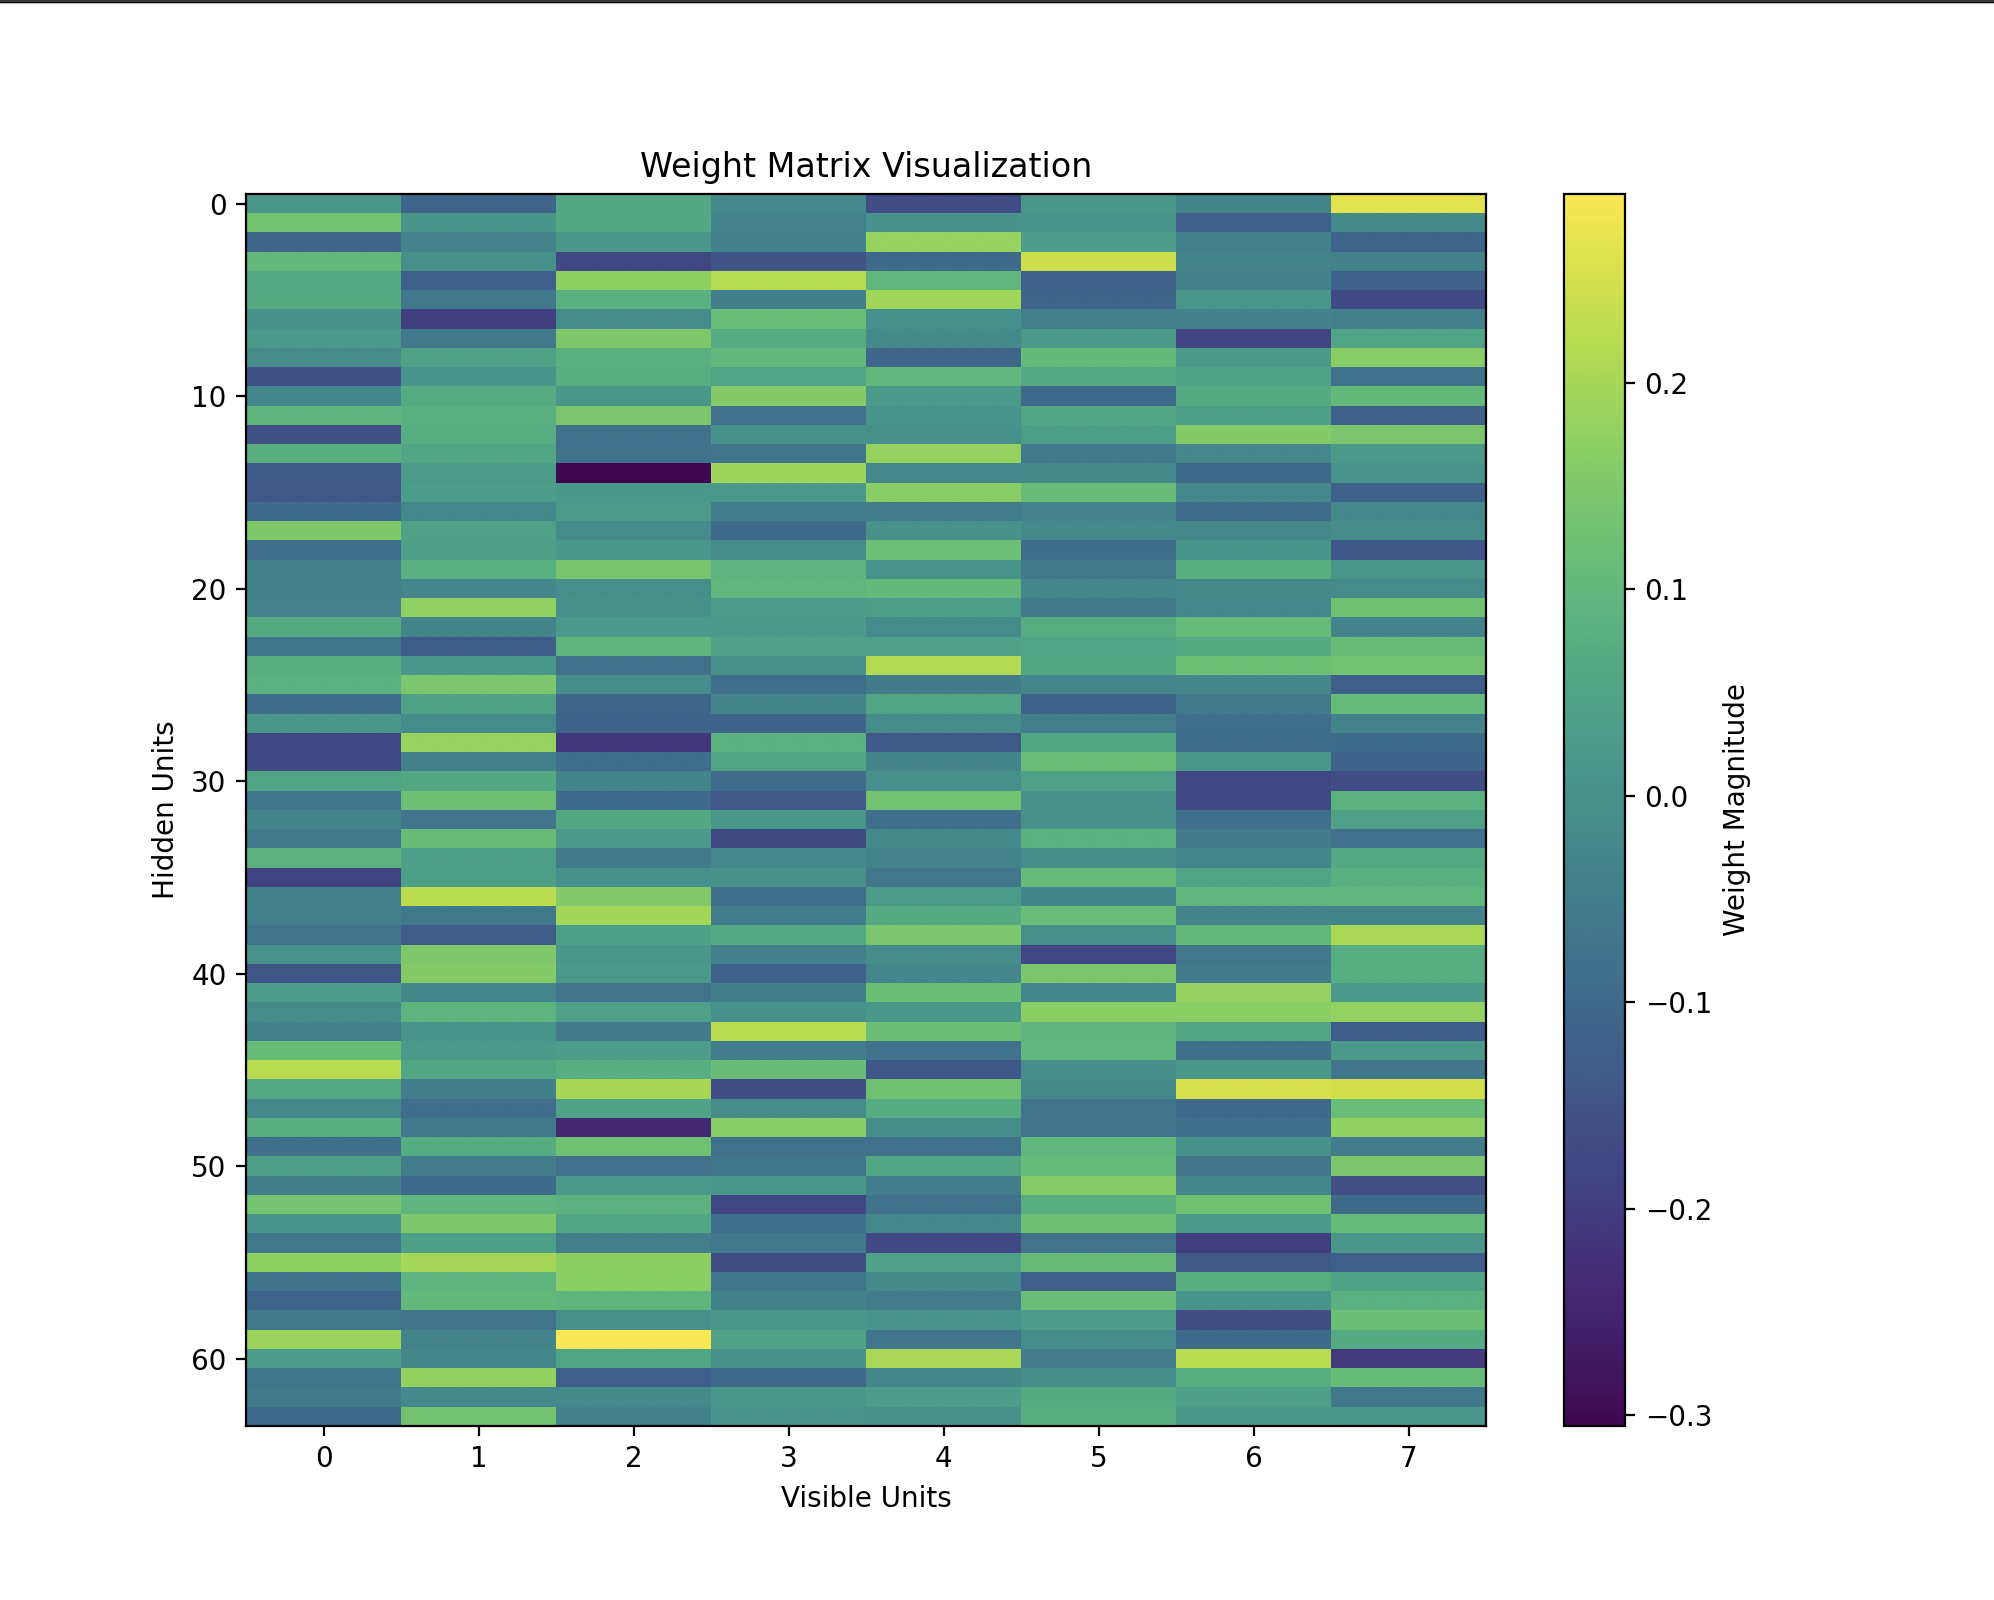 Weight Matrix Visualization
0
10
20
30
40
50
60
Hidden Units
0 1 2 3 4 5 6 7
Visible Units
0.2
0.1
0.0
−0.1
−0.2
−0.3
Weight Magnitude